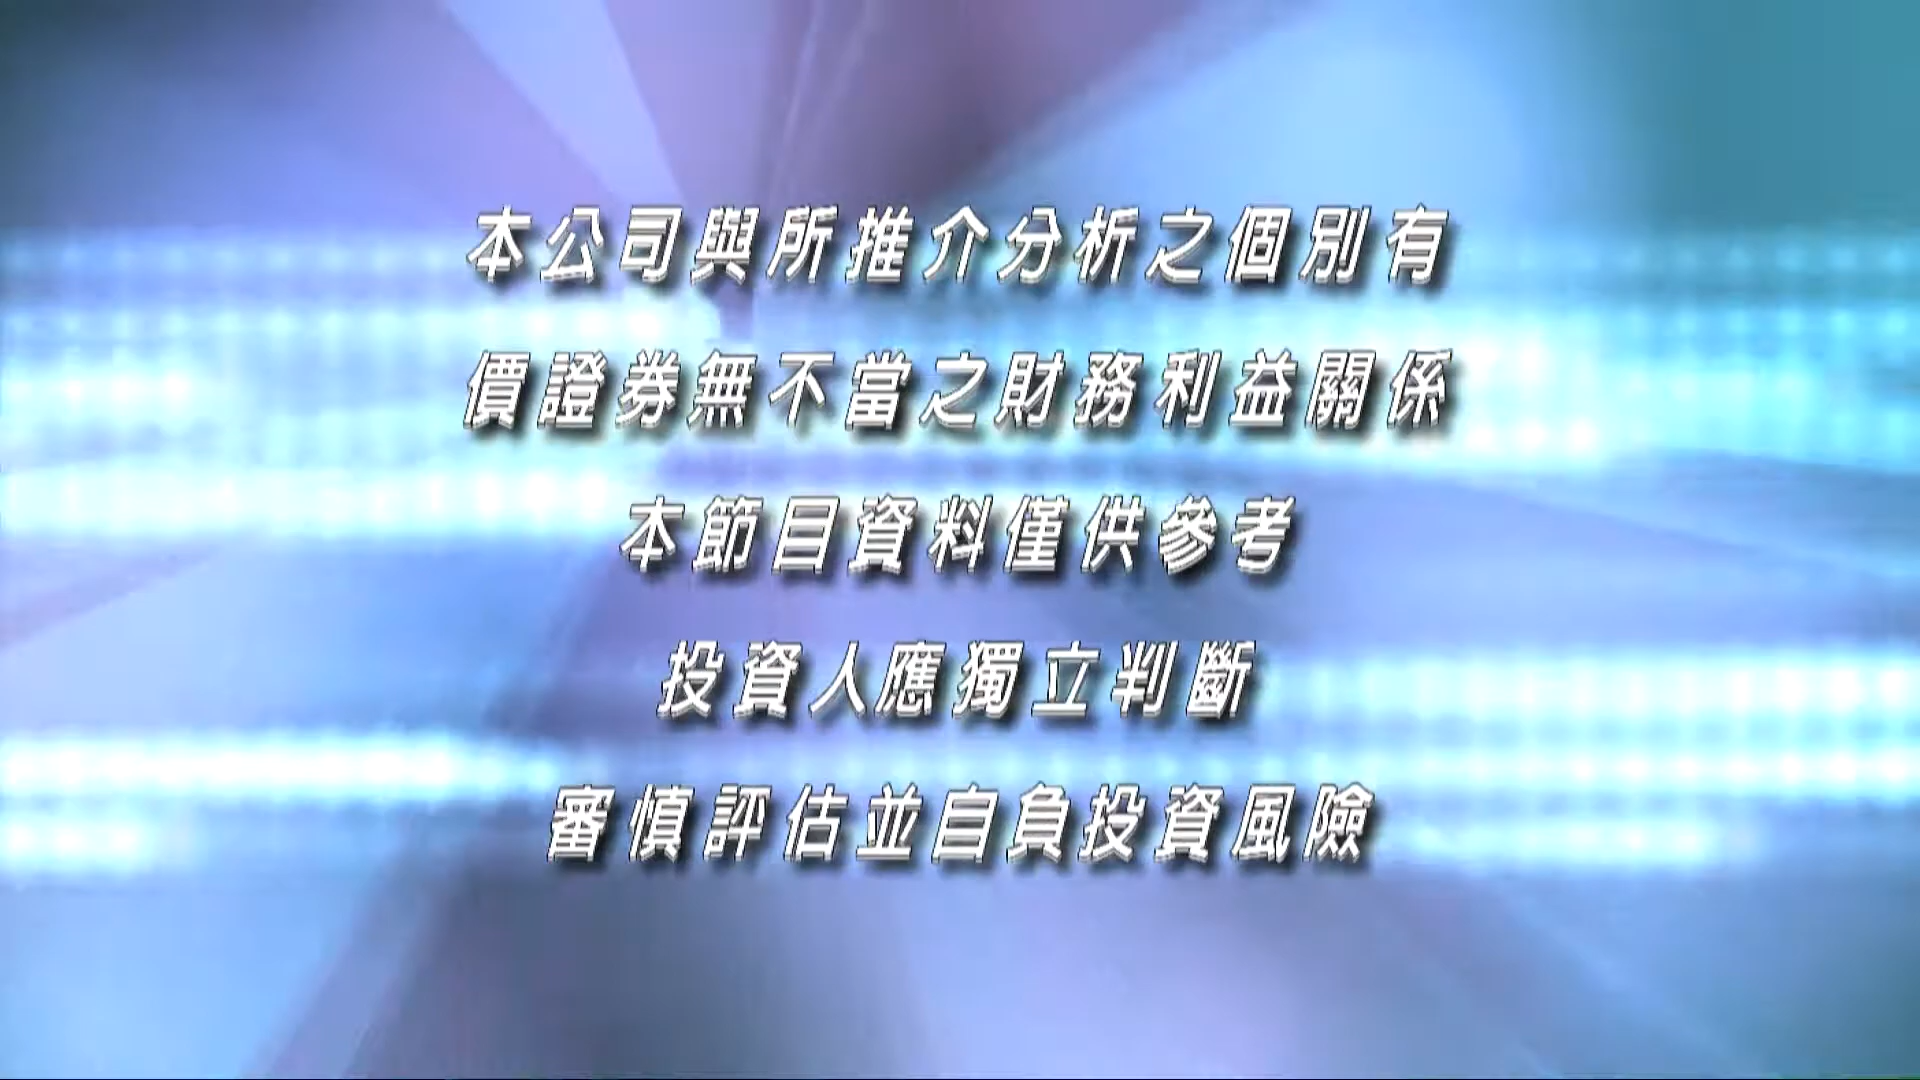 本公司與所推介分析之個別有
價證券無不當之財務利益關係
本節目資料僅供參考
投資人應獨立判斷
審慎評估並自負投資風險